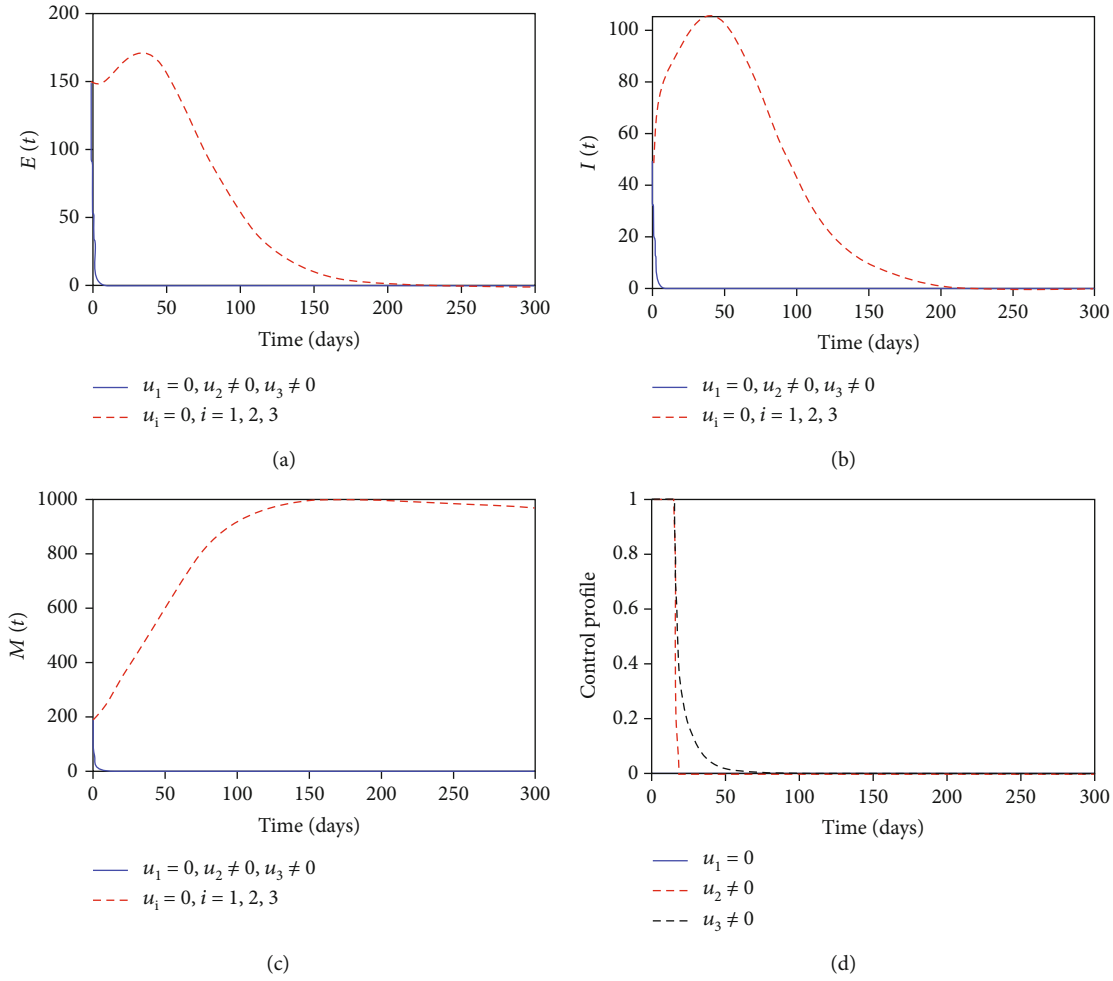 200
150
100
50
0
E (t)
0 50 100 150 200 250 300
Time (days)
u₁ = 0, u₂ ≠ 0, u₃ ≠ 0
uᵢ = 0, i = 1, 2, 3
(a)
100
80
60
40
20
0
I (t)
0 50 100 150 200 250 300
Time (days)
u₁ = 0, u₂ ≠ 0, u₃ ≠ 0
uᵢ = 0, i = 1, 2, 3
(b)
1000
800
600
400
200
0
M (t)
0 50 100 150 200 250 300
Time (days)
u₁ = 0, u₂ ≠ 0, u₃ ≠ 0
uᵢ = 0, i = 1, 2, 3
(c)
1
0.8
0.6
0.4
0.2
0
Control profile
0 50 100 150 200 250 300
Time (days)
u₁ = 0
u₂ ≠ 0
u₃ ≠ 0
(d)